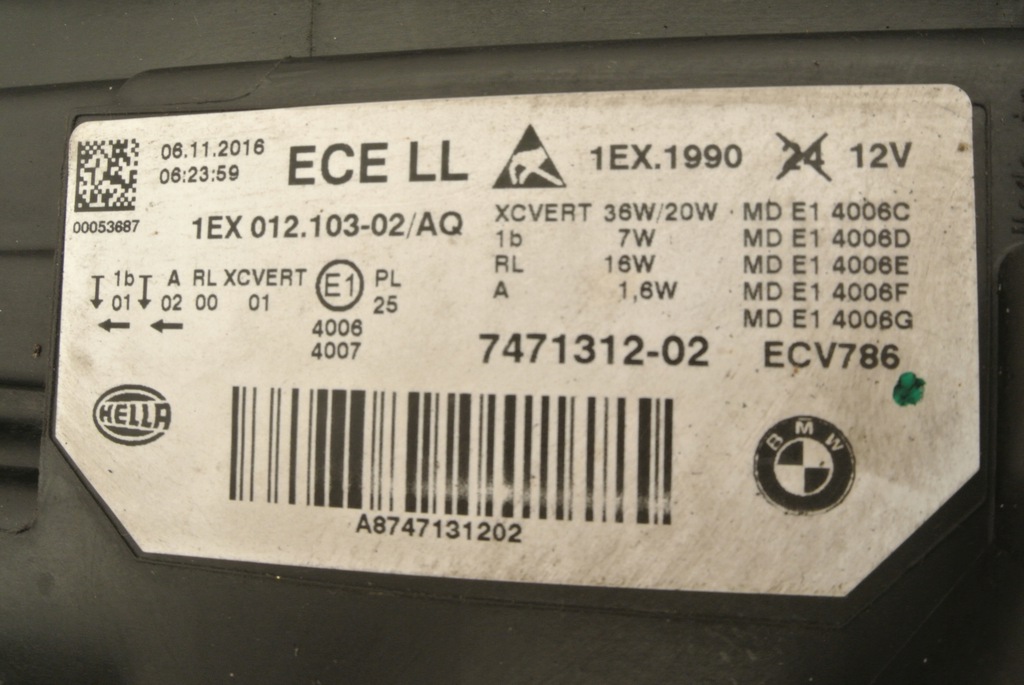 06.11.2016
06:23:59
ECE LL
1EX.1990 24 12V
00053687
1EX 012.103-02/AQ
XCVERT 36W/20W MD E1 4006C
1b 7W MD E1 4006D
RL 16W MD E1 4006E
A 1,6W MD E1 4006F
MD E1 4006G
1b A RL XCVERT E1 PL
01 02 00 01 25
4006
4007
7471312-02 ECV786
HELLA
BMW
A8747131202